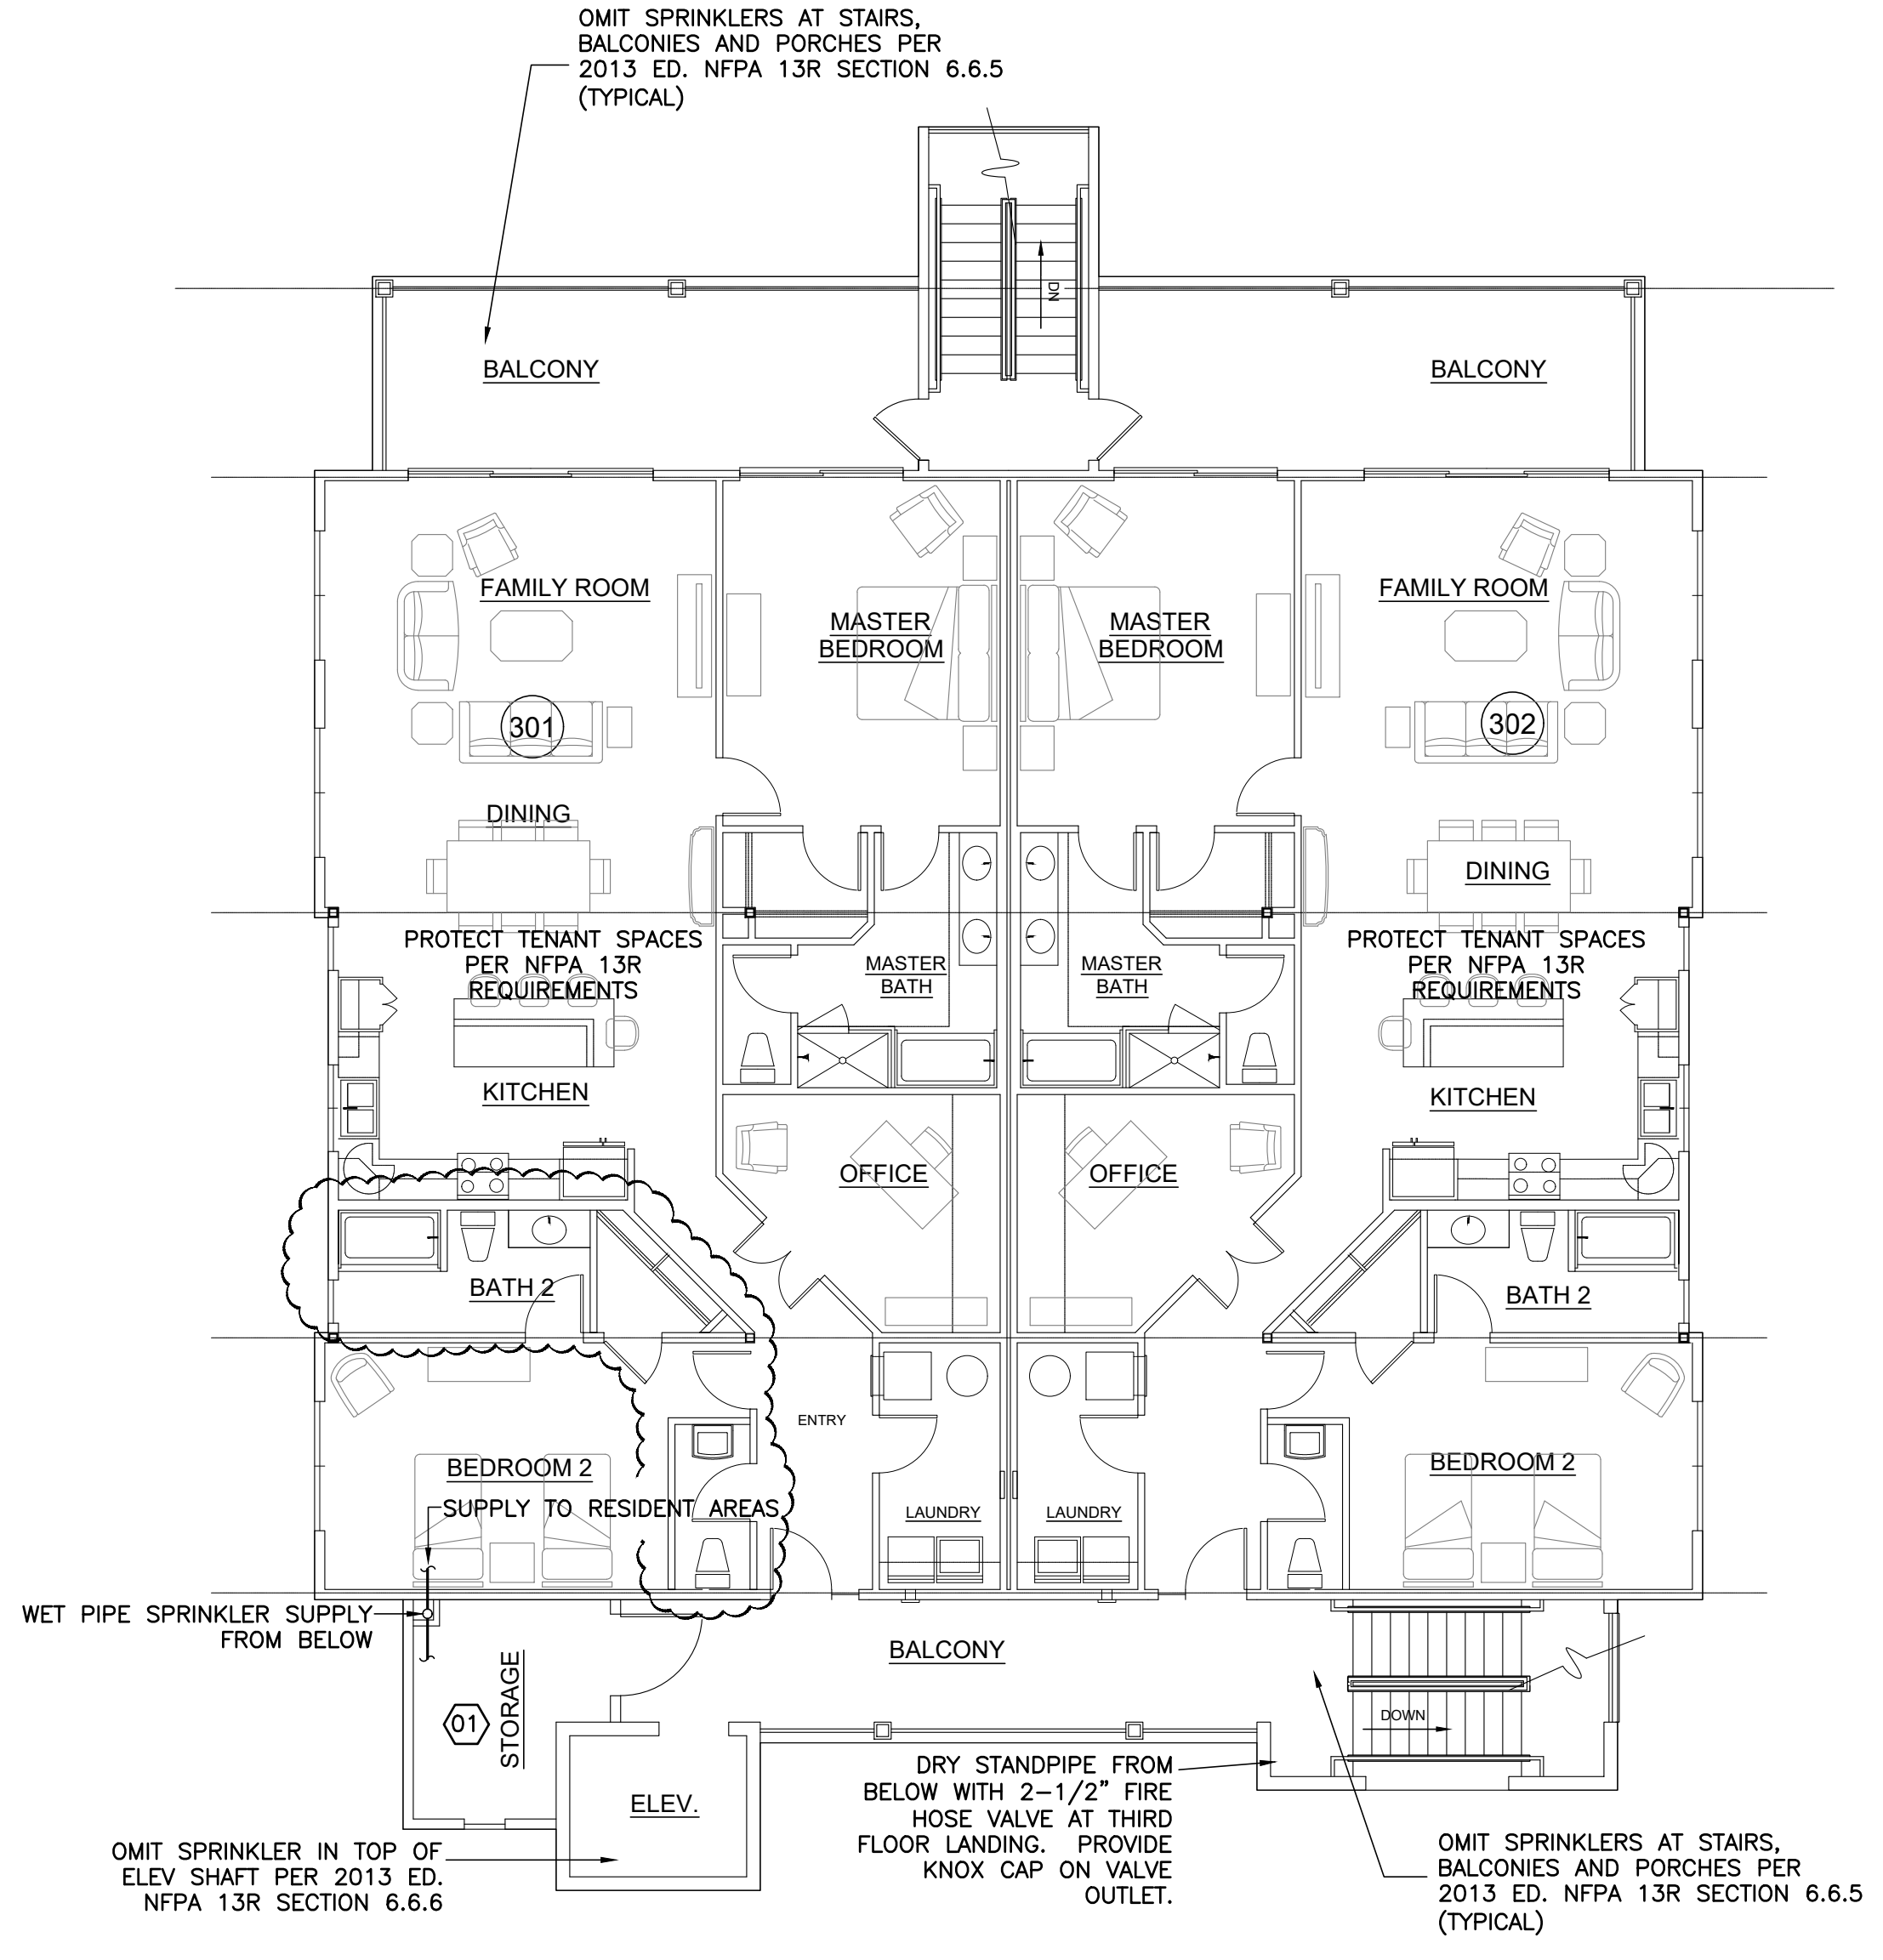 OMIT SPRINKLERS AT STAIRS,
BALCONIES AND PORCHES PER
2013 ED. NFPA 13R SECTION 6.6.5
(TYPICAL)
DN
BALCONY
BALCONY
FAMILY ROOM
MASTER
BEDROOM
MASTER
BEDROOM
FAMILY ROOM
301
302
DINING
DINING
PROTECT TENANT SPACES
PER NFPA 13R
REQUIREMENTS
MASTER
BATH
MASTER
BATH
PROTECT TENANT SPACES
PER NFPA 13R
REQUIREMENTS
KITCHEN
KITCHEN
OFFICE
OFFICE
BATH 2
BATH 2
ENTRY
BEDROOM 2
BEDROOM 2
SUPPLY TO RESIDENT AREAS
LAUNDRY
LAUNDRY
WET PIPE SPRINKLER SUPPLY
FROM BELOW
BALCONY
STORAGE
01
DOWN
ELEV.
DRY STANDPIPE FROM
BELOW WITH 2-1/2" FIRE
HOSE VALVE AT THIRD
FLOOR LANDING. PROVIDE
KNOX CAP ON VALVE
OUTLET.
OMIT SPRINKLER IN TOP OF
ELEV SHAFT PER 2013 ED.
NFPA 13R SECTION 6.6.6
OMIT SPRINKLERS AT STAIRS,
BALCONIES AND PORCHES PER
2013 ED. NFPA 13R SECTION 6.6.5
(TYPICAL)